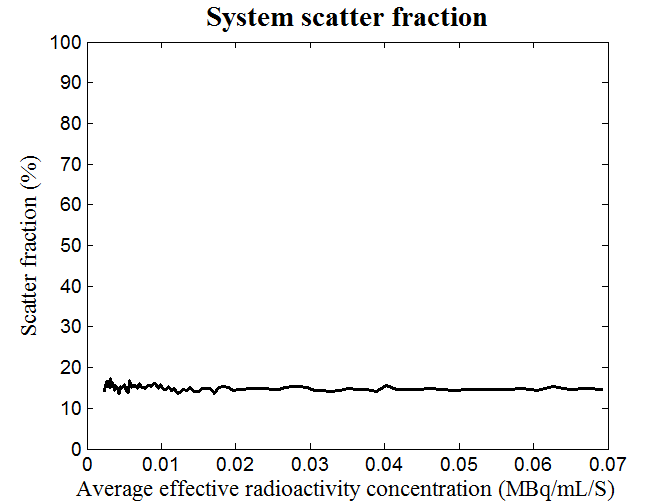 System scatter fraction
Scatter fraction (%)
100
90
80
70
60
50
40
30
20
10
0
0 0.01 0.02 0.03 0.04 0.05 0.06 0.07
Average effective radioactivity concentration (MBq/mL/S)